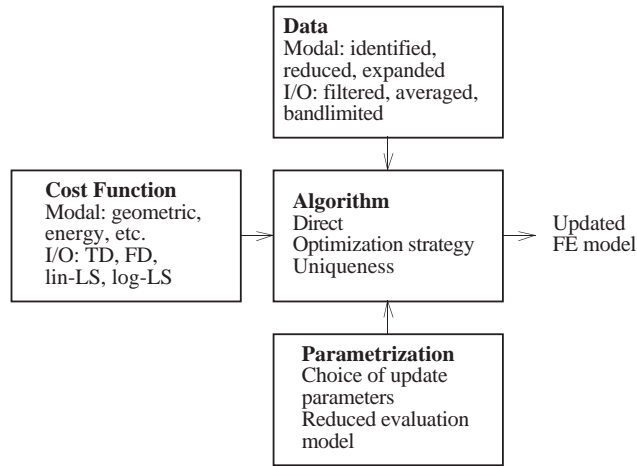 Data
Modal: identified,
reduced, expanded
I/O: filtered, averaged,
bandlimited
Cost Function
Modal: geometric,
energy, etc.
I/O: TD, FD,
lin-LS, log-LS
Algorithm
Direct
Optimization strategy
Uniqueness
Updated
FE model
Parametrization
Choice of update
parameters
Reduced evaluation
model